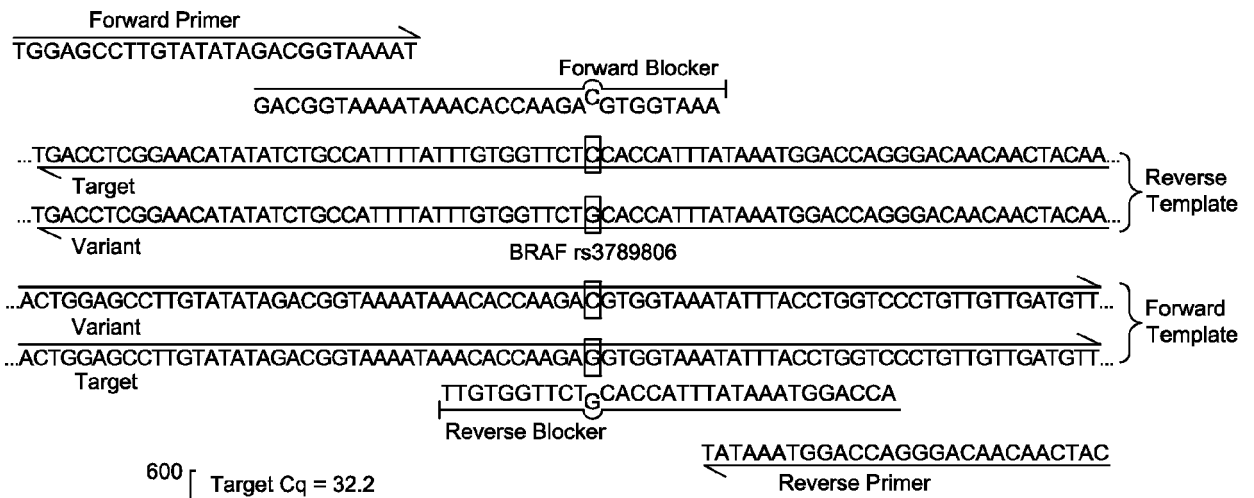 Forward Primer
TGGAGCCTTGTATATAGACGGTAAAAT
Forward Blocker
GACGGTAAAATAAACACCAAGACGTGGTAAA
...TGACCTCGGAACATATATCTGCCATTTTATTTGTGGTTCTCCACCATTTATAAATGGACCAGGGACAACAACTACAA...
Target
...TGACCTCGGAACATATATCTGCCATTTTATTTGTGGTTCTGCACCATTTATAAATGGACCAGGGACAACAACTACAA...
Variant
Reverse Template
BRAF rs3789806
...ACTGGAGCCTTGTATATAGACGGTAAAATAAACACCAAGACGTGGTAAATATTTACCTGGTCCCTGTTGTTGATGTT...
Variant
...ACTGGAGCCTTGTATATAGACGGTAAAATAAACACCAAGAGGTGGTAAATATTTACCTGGTCCCTGTTGTTGATGTT...
Target
Forward Template
TTGTGGTTCTGCACCATTTATAAATGGACCA
Reverse Blocker
TATAAATGGACCAGGGACAACAACTAC
Reverse Primer
600
Target Cq = 32.2